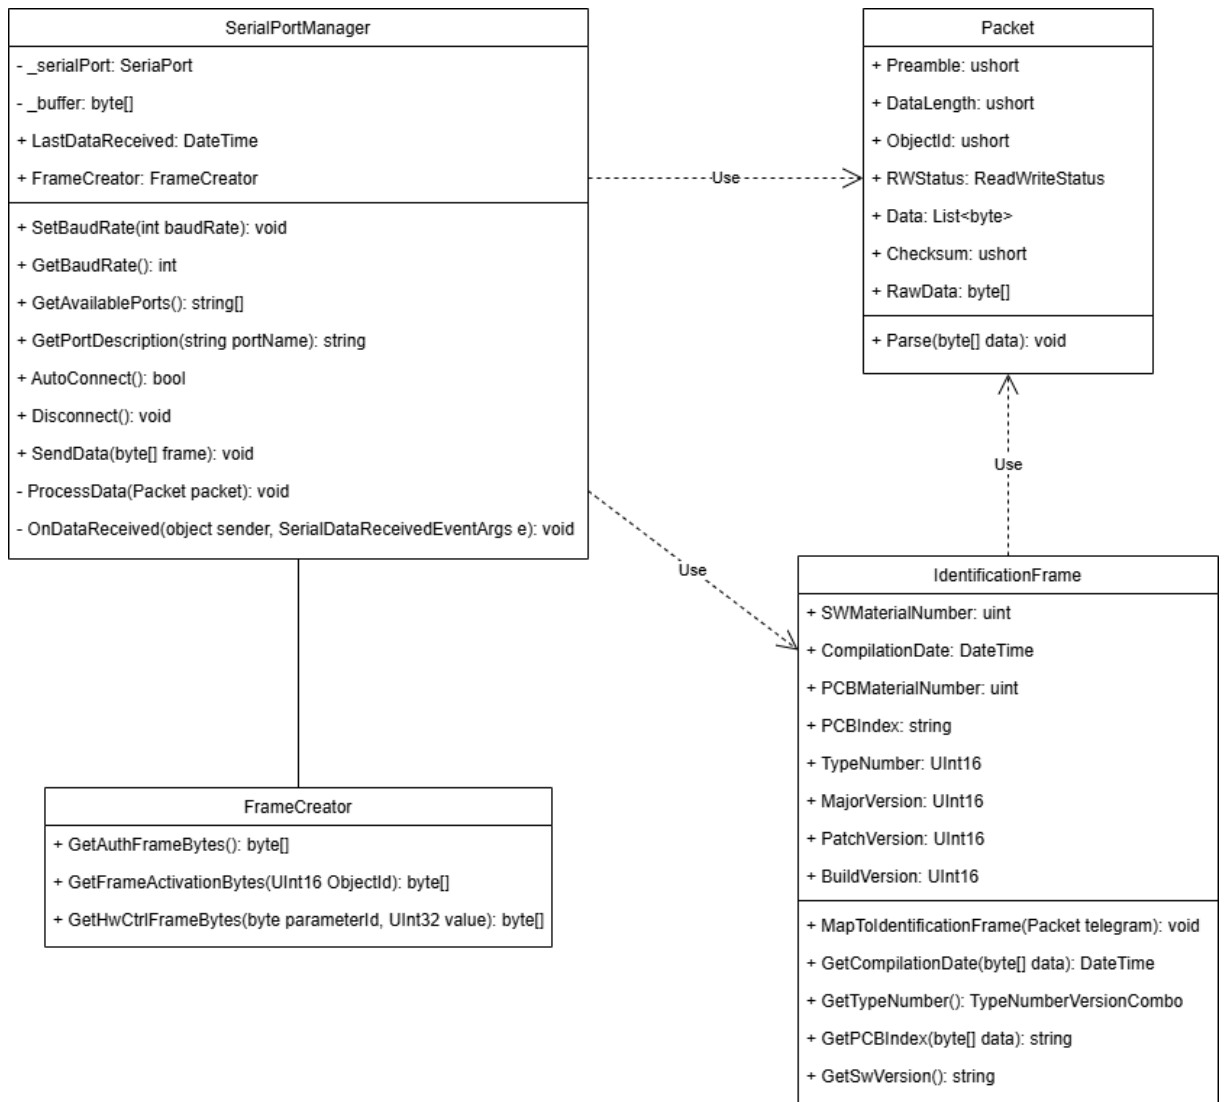 SerialPortManager
- _serialPort: SeriaPort
- _buffer: byte[]
+ LastDataReceived: DateTime
+ FrameCreator: FrameCreator
+ SetBaudRate(int baudRate): void
+ GetBaudRate(): int
+ GetAvailablePorts(): string[]
+ GetPortDescription(string portName): string
+ AutoConnect(): bool
+ Disconnect(): void
+ SendData(byte[] frame): void
- ProcessData(Packet packet): void
- OnDataReceived(object sender, SerialDataReceivedEventArgs e): void
Use
Packet
+ Preamble: ushort
+ DataLength: ushort
+ ObjectId: ushort
+ RWStatus: ReadWriteStatus
+ Data: List<byte>
+ Checksum: ushort
+ RawData: byte[]
+ Parse(byte[] data): void
Use
Use
FrameCreator
+ GetAuthFrameBytes(): byte[]
+ GetFrameActivationBytes(UInt16 ObjectId): byte[]
+ GetHwCtrlFrameBytes(byte parameterId, UInt32 value): byte[]
IdentificationFrame
+ SWMaterialNumber: uint
+ CompilationDate: DateTime
+ PCBMaterialNumber: uint
+ PCBIndex: string
+ TypeNumber: UInt16
+ MajorVersion: UInt16
+ PatchVersion: UInt16
+ BuildVersion: UInt16
+ MapToIdentificationFrame(Packet telegram): void
+ GetCompilationDate(byte[] data): DateTime
+ GetTypeNumber(): TypeNumberVersionCombo
+ GetPCBIndex(byte[] data): string
+ GetSwVersion(): string